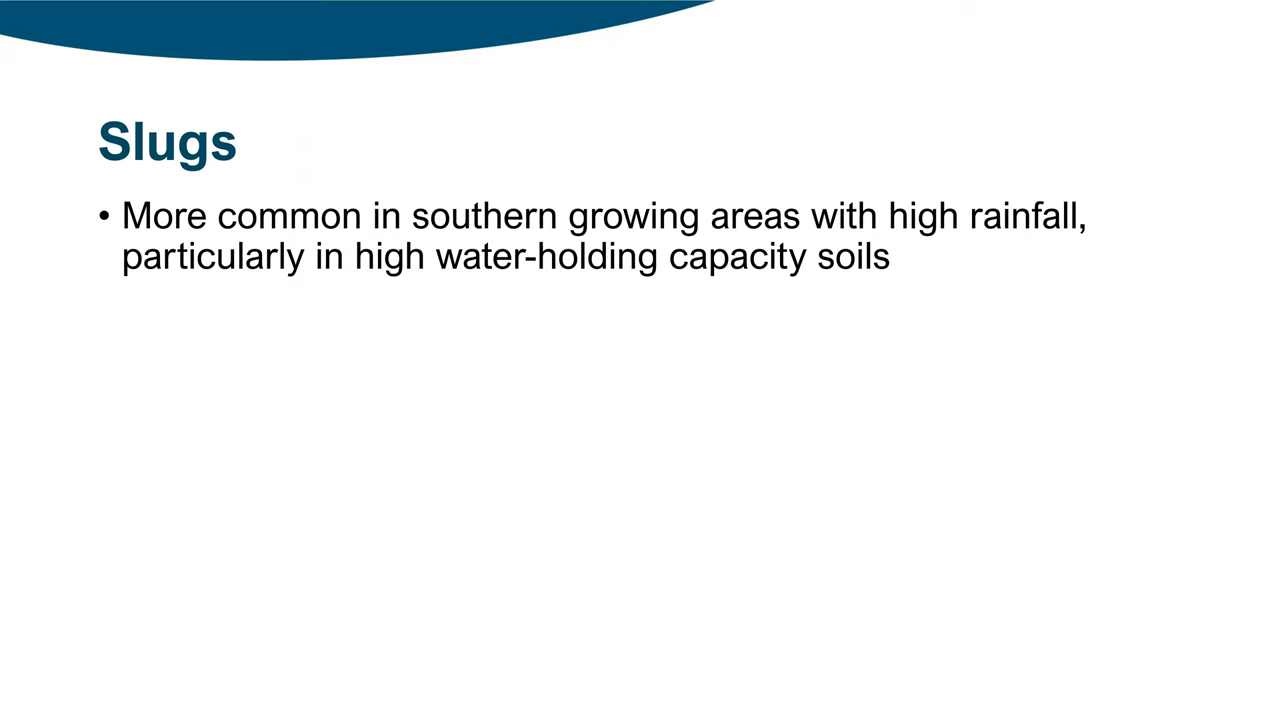 Slugs
• More common in southern growing areas with high rainfall,
particularly in high water-holding capacity soils